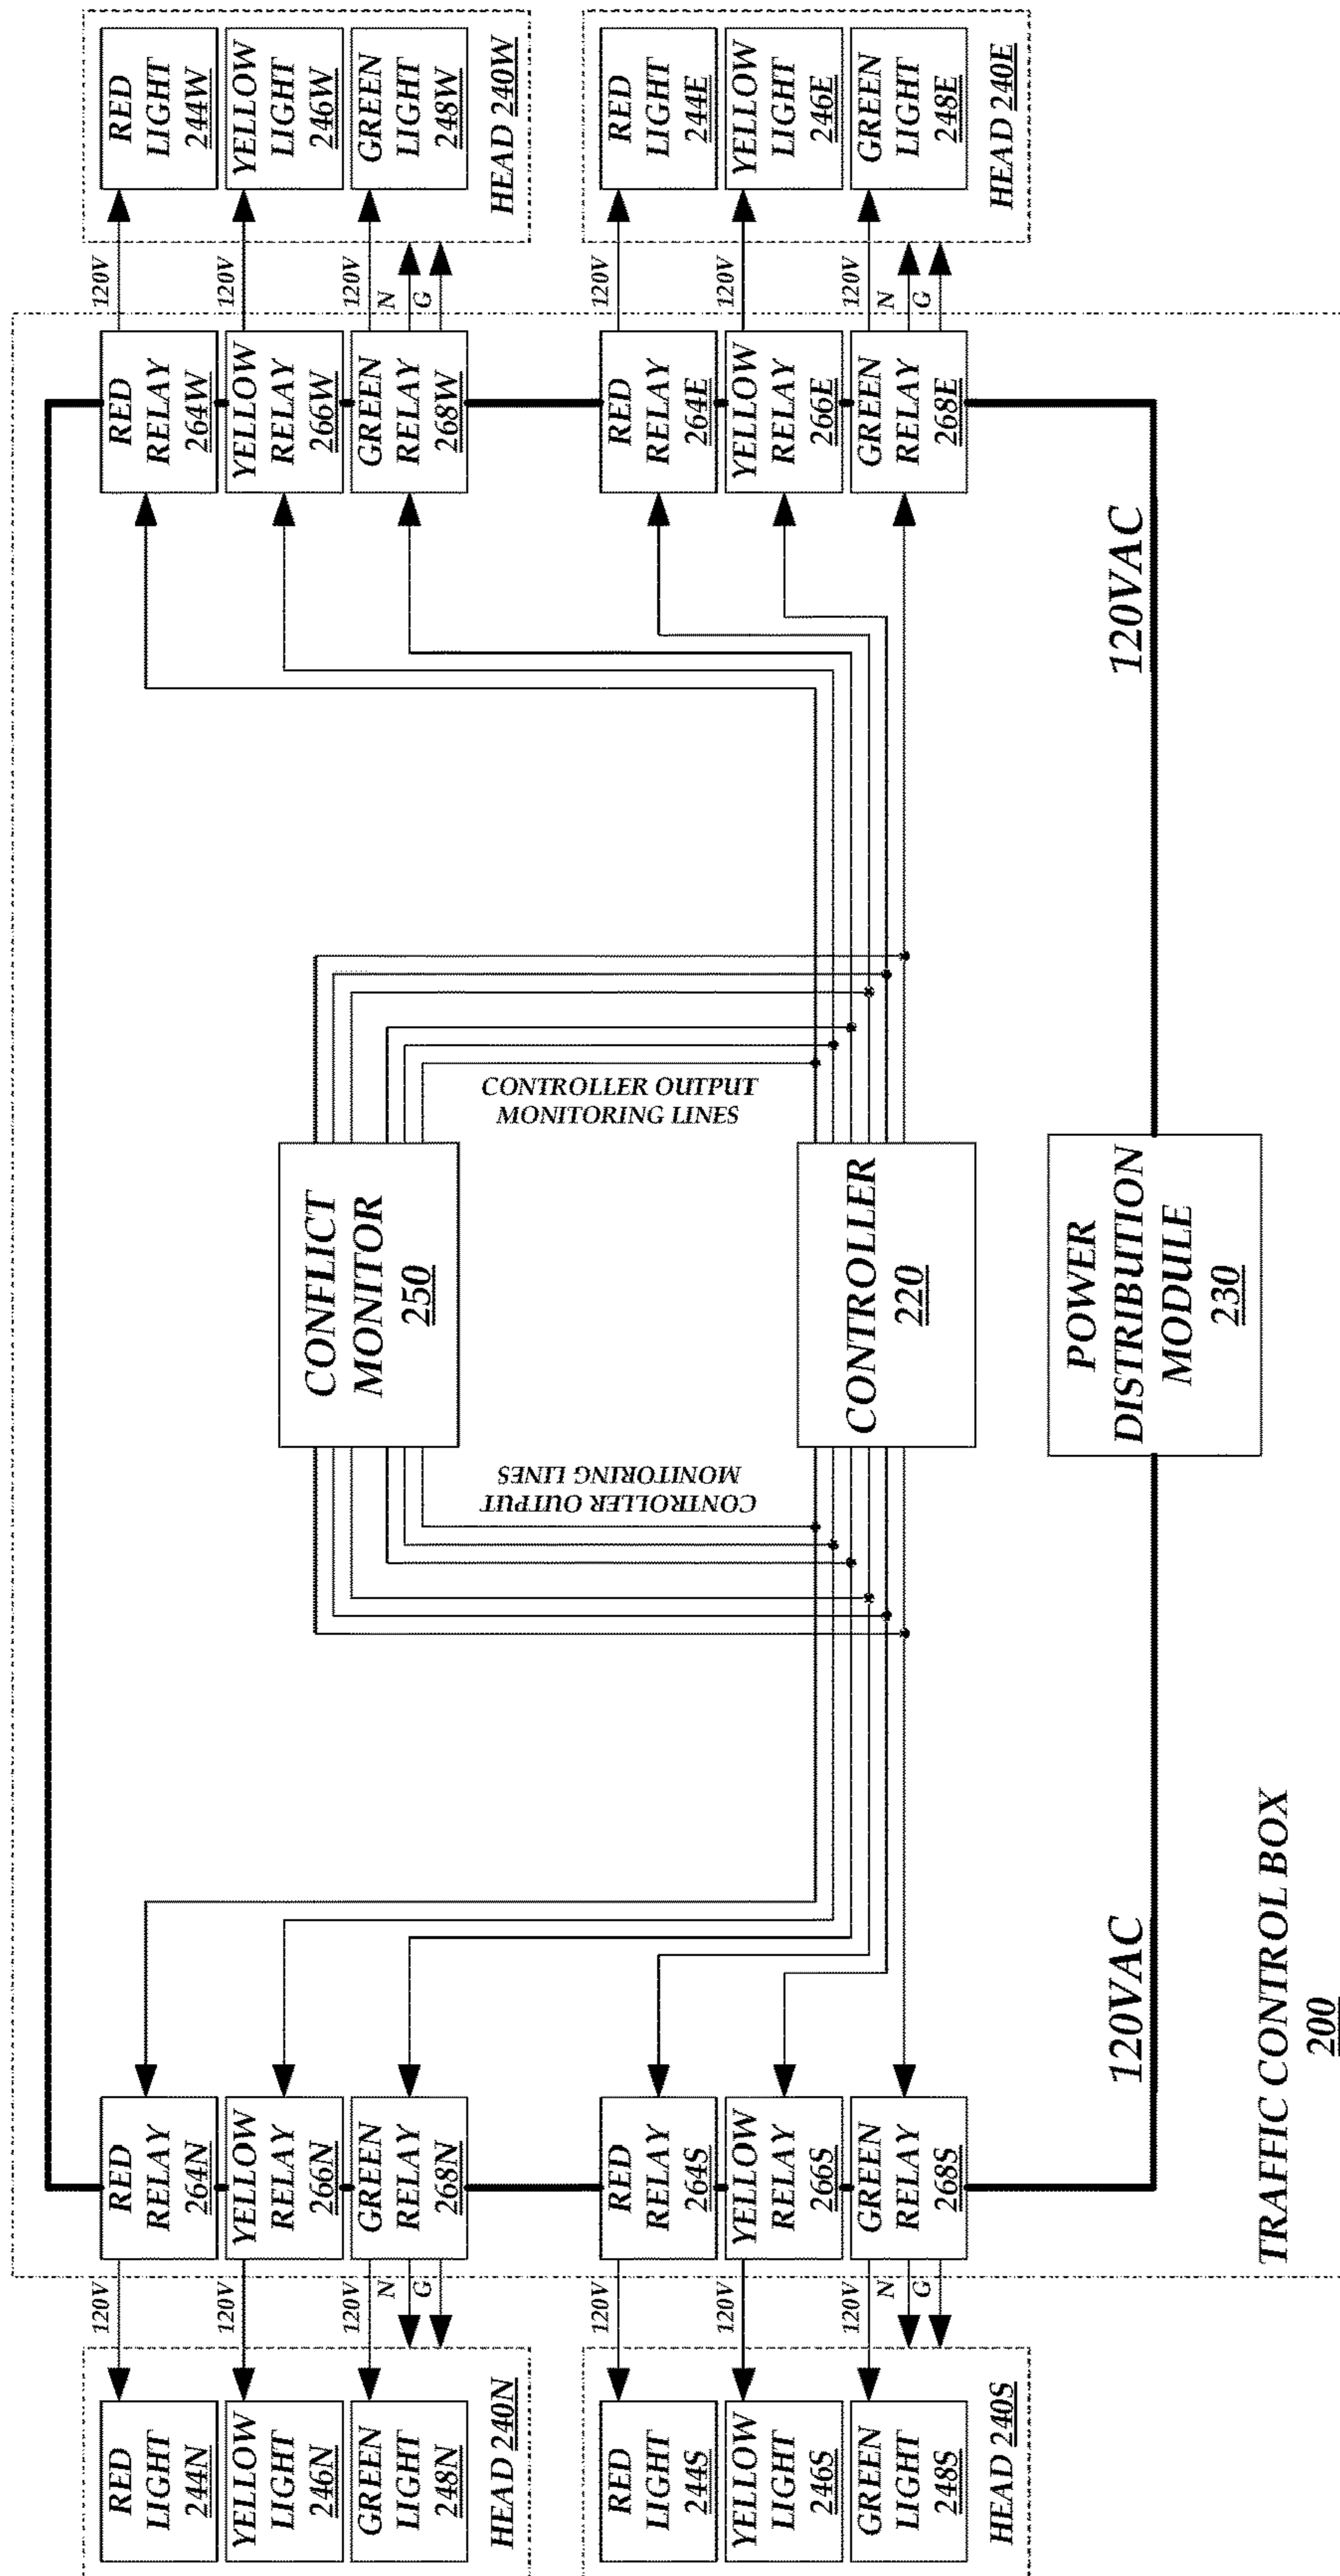 RED
LIGHT
244N
YELLOW
LIGHT
246N
GREEN
LIGHT
248N
HEAD 240N
120V
120V
120V
N
G
RED
RELAY
264N
YELLOW
RELAY
266N
GREEN
RELAY
268N
RED
LIGHT
244S
YELLOW
LIGHT
246S
GREEN
LIGHT
248S
HEAD 240S
120V
120V
120V
N
G
RED
RELAY
264S
YELLOW
RELAY
266S
GREEN
RELAY
268S
CONFLICT
MONITOR
250
CONTROLLER OUTPUT
MONITORING LINES
CONTROLLER OUTPUT
MONITORING LINES
CONTROLLER
220
POWER
DISTRIBUTION
MODULE
230
120VAC
120VAC
RED
RELAY
264W
YELLOW
RELAY
266W
GREEN
RELAY
268W
120V
120V
120V
N
G
RED
LIGHT
244W
YELLOW
LIGHT
246W
GREEN
LIGHT
248W
HEAD 240W
RED
RELAY
264E
YELLOW
RELAY
266E
GREEN
RELAY
268E
120V
120V
120V
N
G
RED
LIGHT
244E
YELLOW
LIGHT
246E
GREEN
LIGHT
248E
HEAD 240E
TRAFFIC CONTROL BOX
200